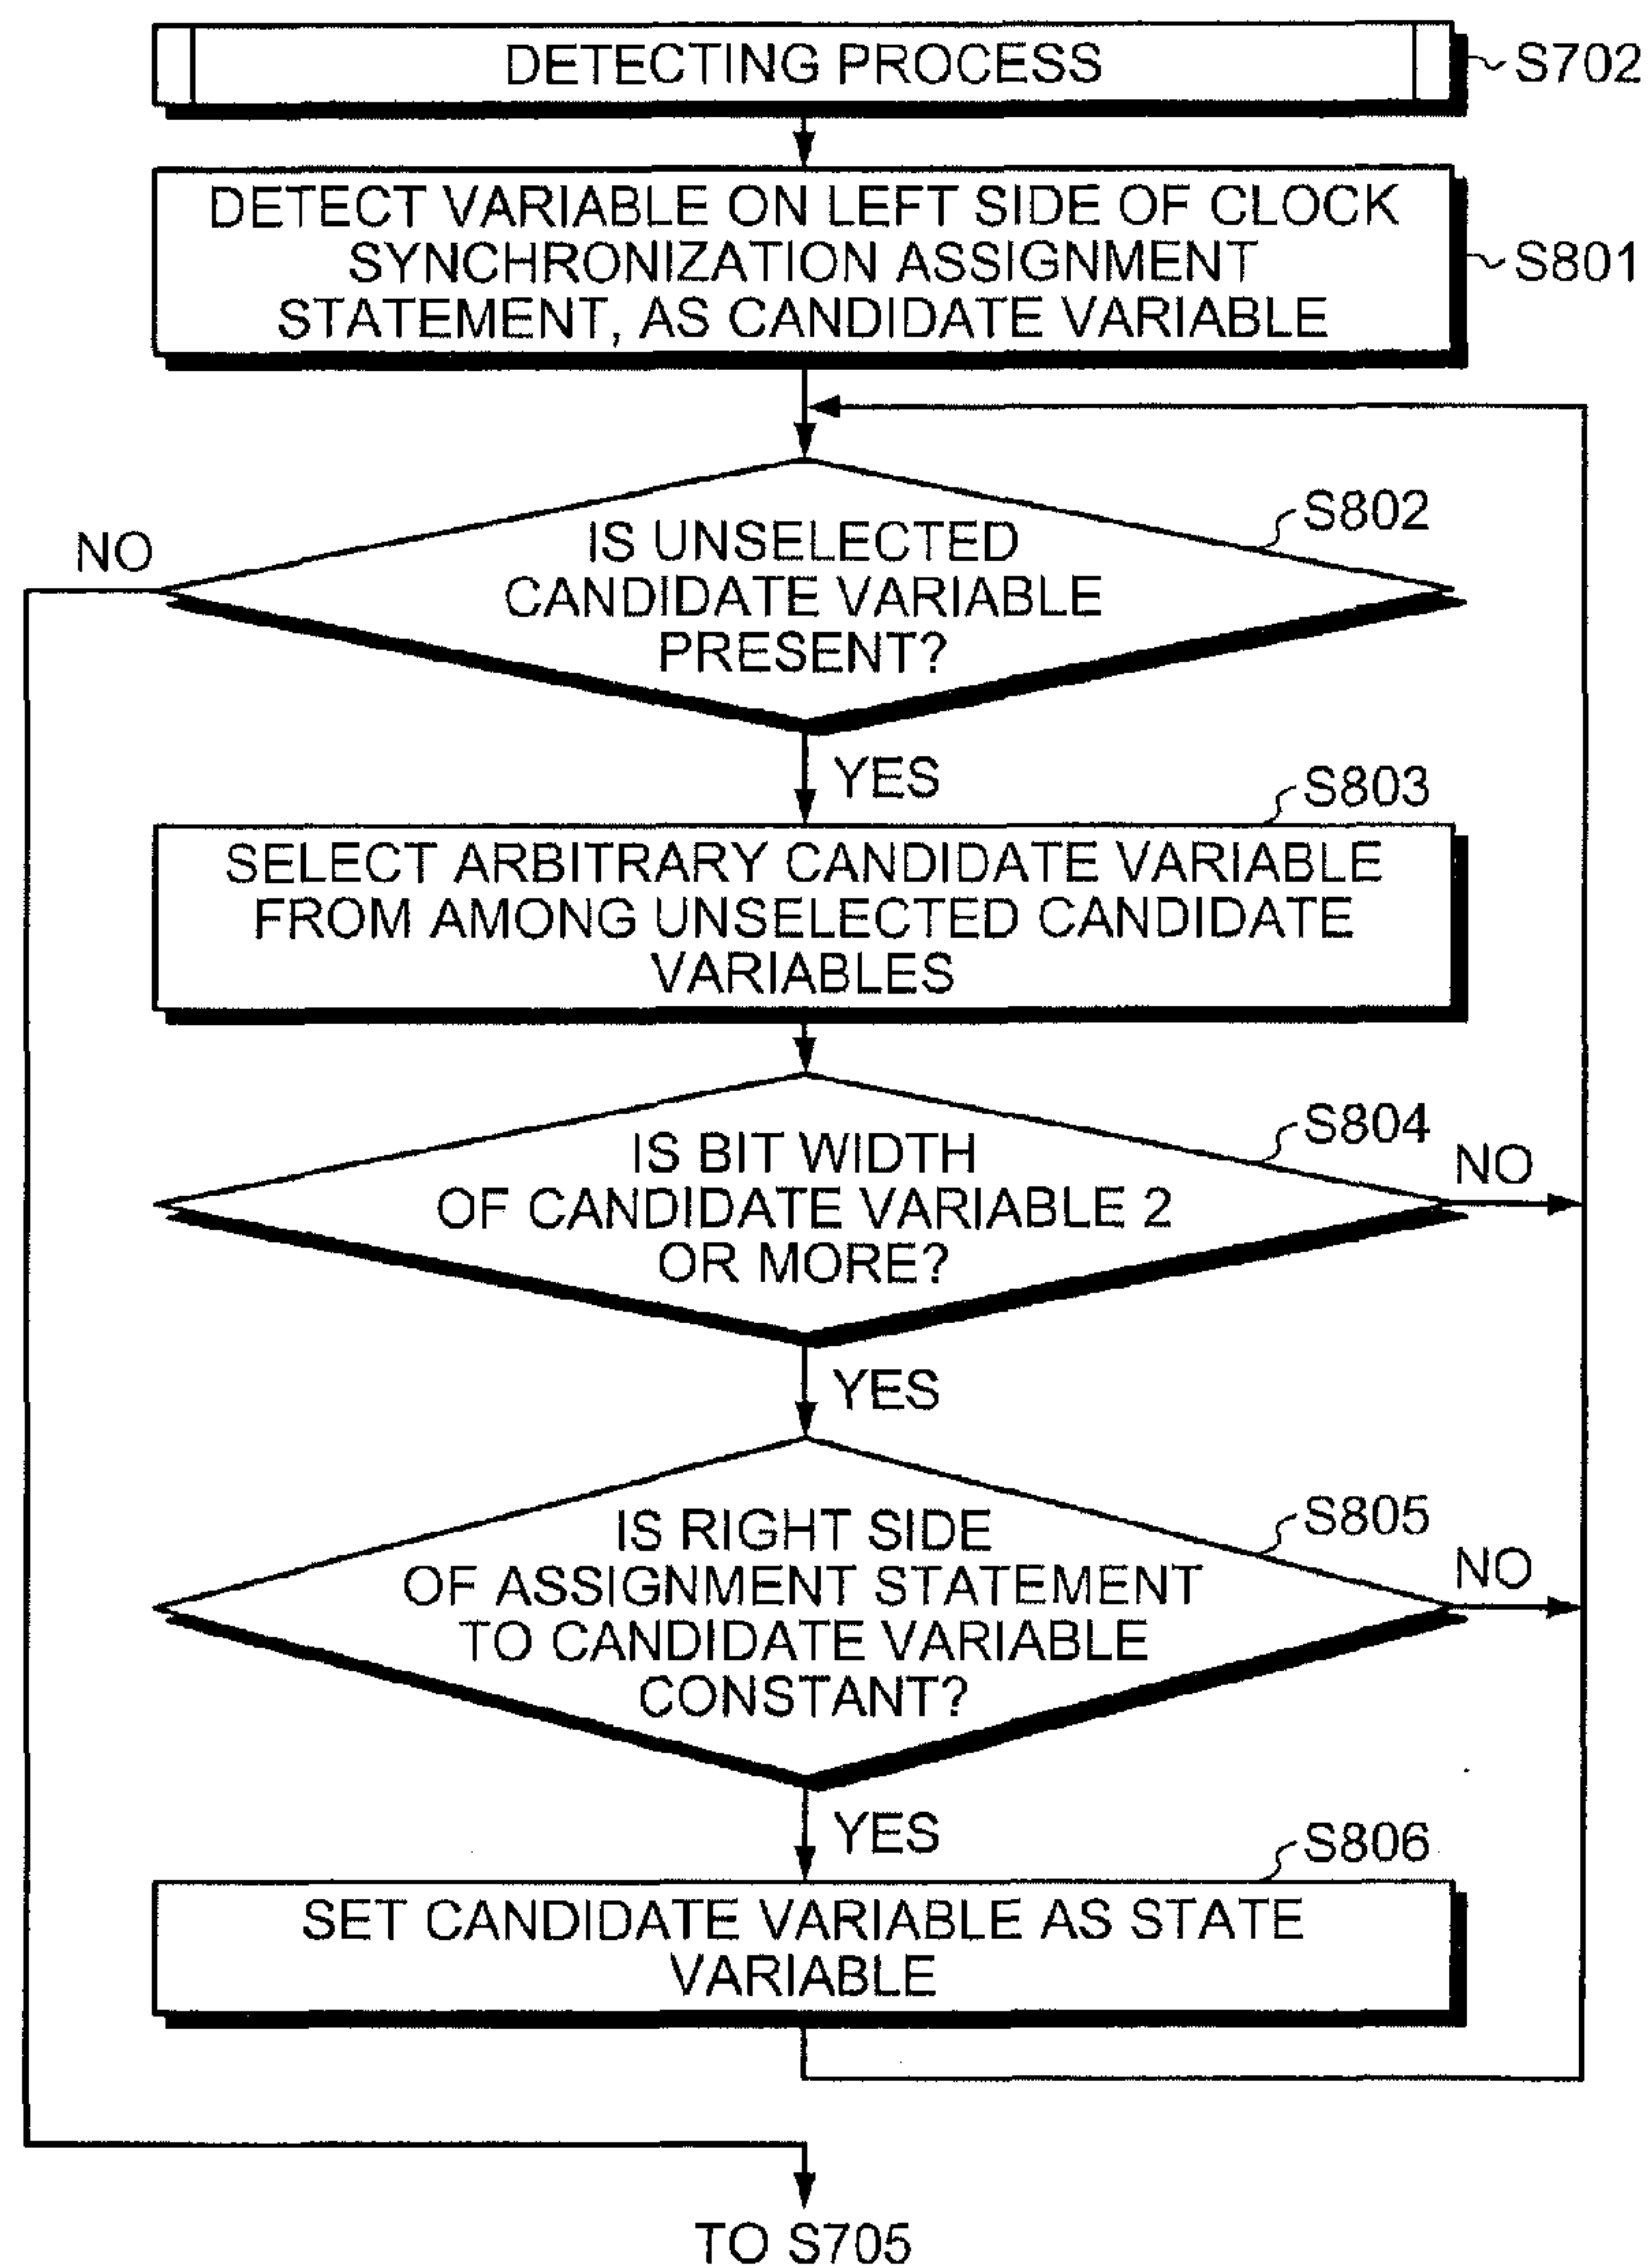 DETECTING PROCESS
S702
DETECT VARIABLE ON LEFT SIDE OF CLOCK
SYNCHRONIZATION ASSIGNMENT
STATEMENT, AS CANDIDATE VARIABLE
S801
S802
NO
IS UNSELECTED
CANDIDATE VARIABLE
PRESENT?
YES
S803
SELECT ARBITRARY CANDIDATE VARIABLE
FROM AMONG UNSELECTED CANDIDATE
VARIABLES
S804
NO
IS BIT WIDTH
OF CANDIDATE VARIABLE 2
OR MORE?
YES
S805
NO
IS RIGHT SIDE
OF ASSIGNMENT STATEMENT
TO CANDIDATE VARIABLE
CONSTANT?
YES
S806
SET CANDIDATE VARIABLE AS STATE
VARIABLE
TO S705